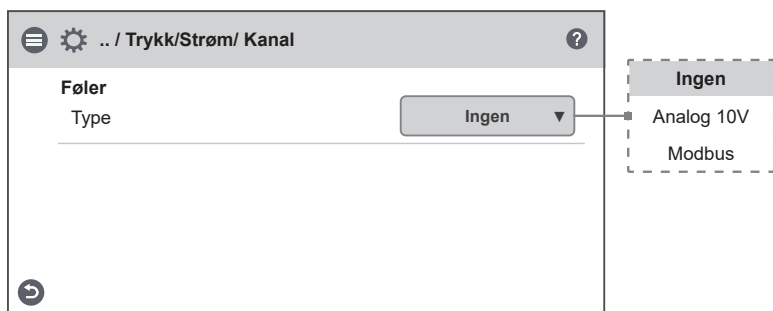 .. / Trykk/Strøm/ Kanal ?
Føler
Type Ingen ▼
Ingen
Analog 10V
Modbus